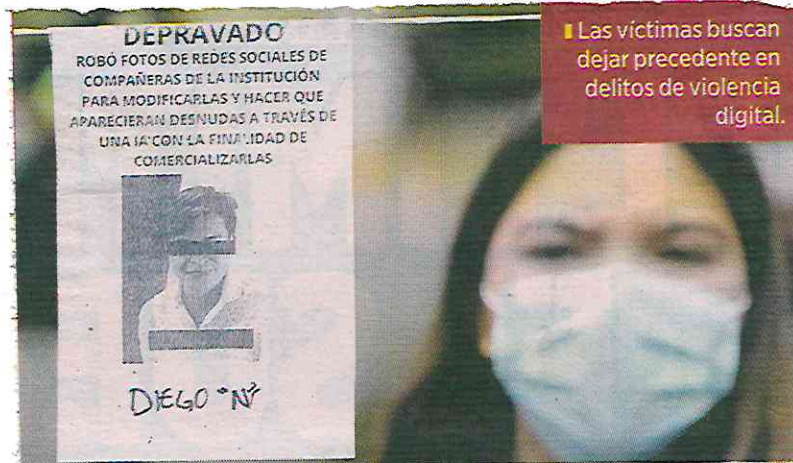 DEPRAVADO
ROBÓ FOTOS DE REDES SOCIALES DE
COMPAÑERAS DE LA INSTITUCIÓN
PARA MODIFICARLAS Y HACER QUE
APARECIERAN DESNUDAS A TRAVÉS DE
UNA IA CON LA FINALIDAD DE
COMERCIALIZARLAS
DIEGO "N"
Las víctimas buscan
dejar precedente en
delitos de violencia
digital.